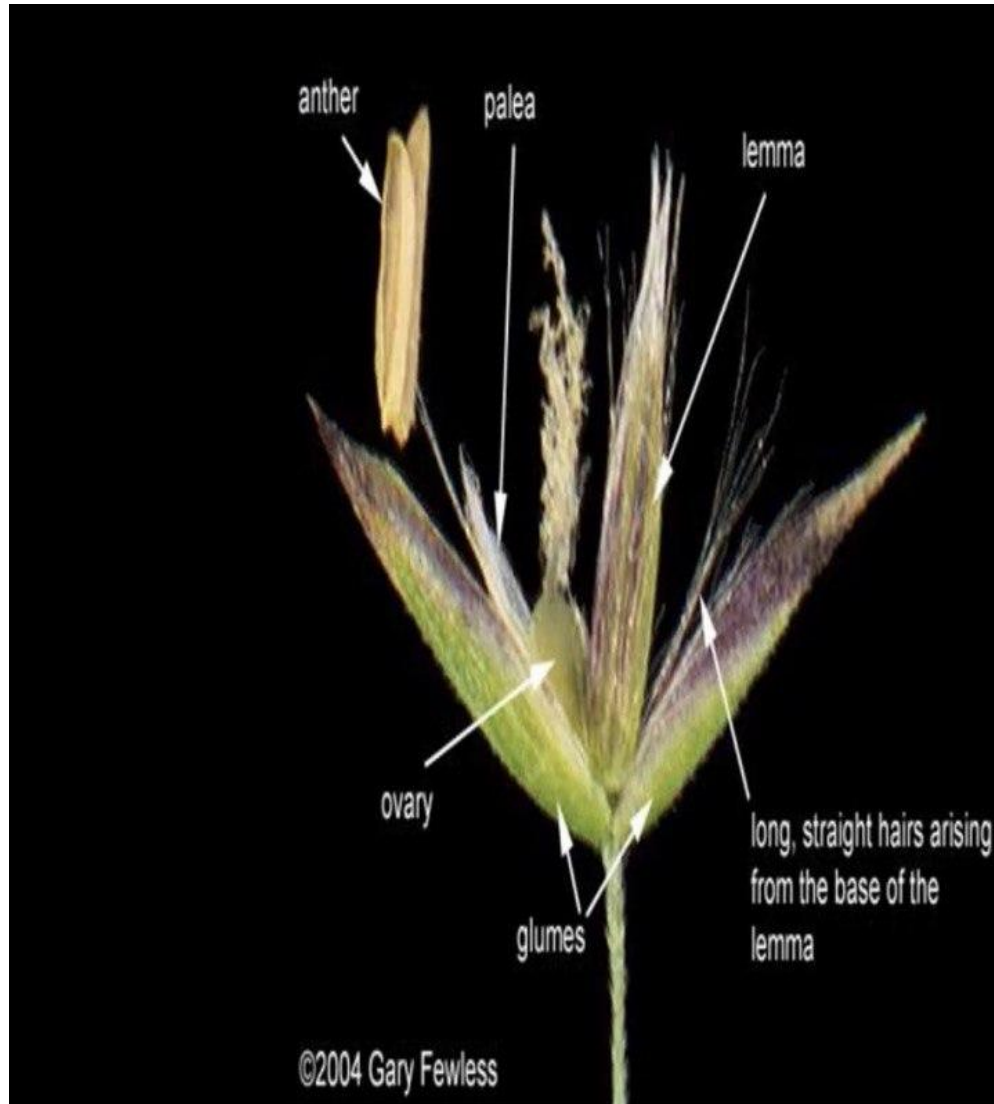 anther
palea
lemma
ovary
glumes
long, straight hairs arising
from the base of the
lemma
©2004 Gary Fewless